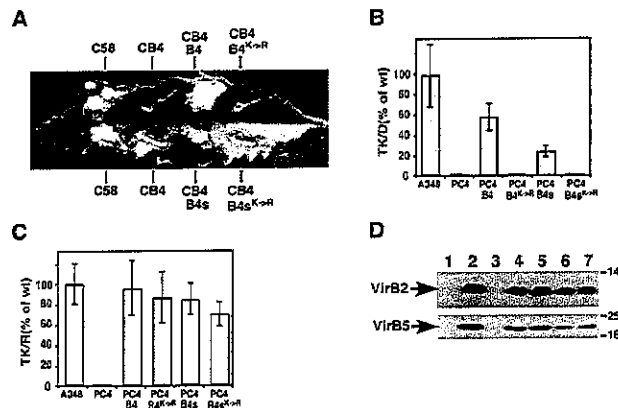 A
C58 CB4 CB4 B4 CB4 B4K->R
C58 CB4 CB4 B4s CB4 B4sK->R
B
TK/D(% of wt)
100
80
60
40
20
0
A348 PC4 PC4 B4 PC4 B4K->R PC4 B4s PC4 B4sK->R
C
TK/R(% of wt)
100
80
60
40
20
0
A348 PC4 PC4 B4 PC4 B4K->R PC4 B4s PC4 B4sK->R
D
1 2 3 4 5 6 7
VirB2 -14
VirB5 -25